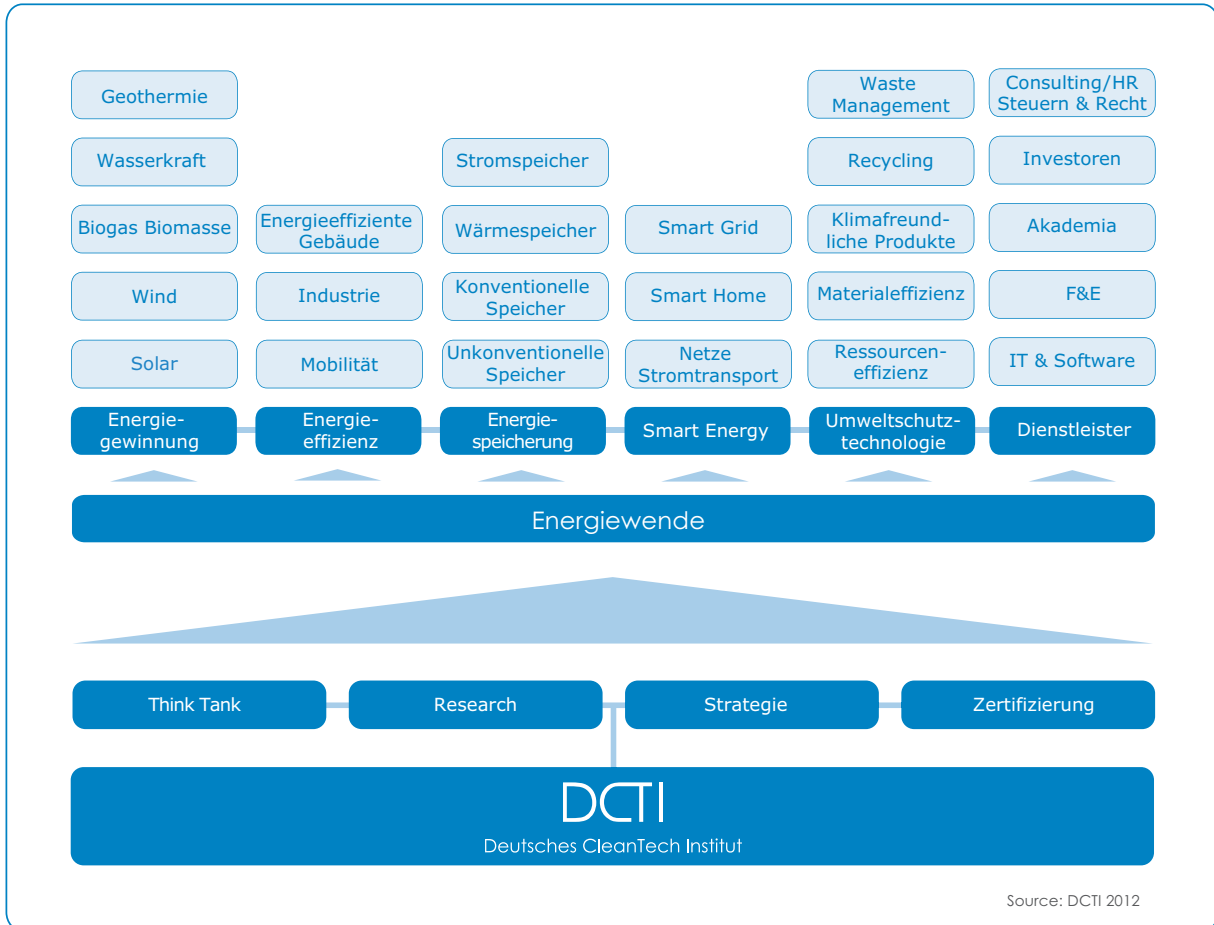 Geothermie
Waste
Management
Consulting/HR
Steuern & Recht
Wasserkraft
Stromspeicher
Recycling
Investoren
Biogas Biomasse
Energieeffiziente
Gebäude
Wärmespeicher
Smart Grid
Klimafreund-
liche Produkte
Akademia
Wind
Industrie
Konventionelle
Speicher
Smart Home
Materialeffizienz
F&E
Solar
Mobilität
Unkonventionelle
Speicher
Netze
Stromtransport
Ressourcen-
effizienz
IT & Software
Energie-
gewinnung
Energie-
effizienz
Energie-
speicherung
Smart Energy
Umweltschutz-
technologie
Dienstleister
Energiewende
Think Tank
Research
Strategie
Zertifizierung
DCTI
Deutsches CleanTech Institut
Source: DCTI 2012